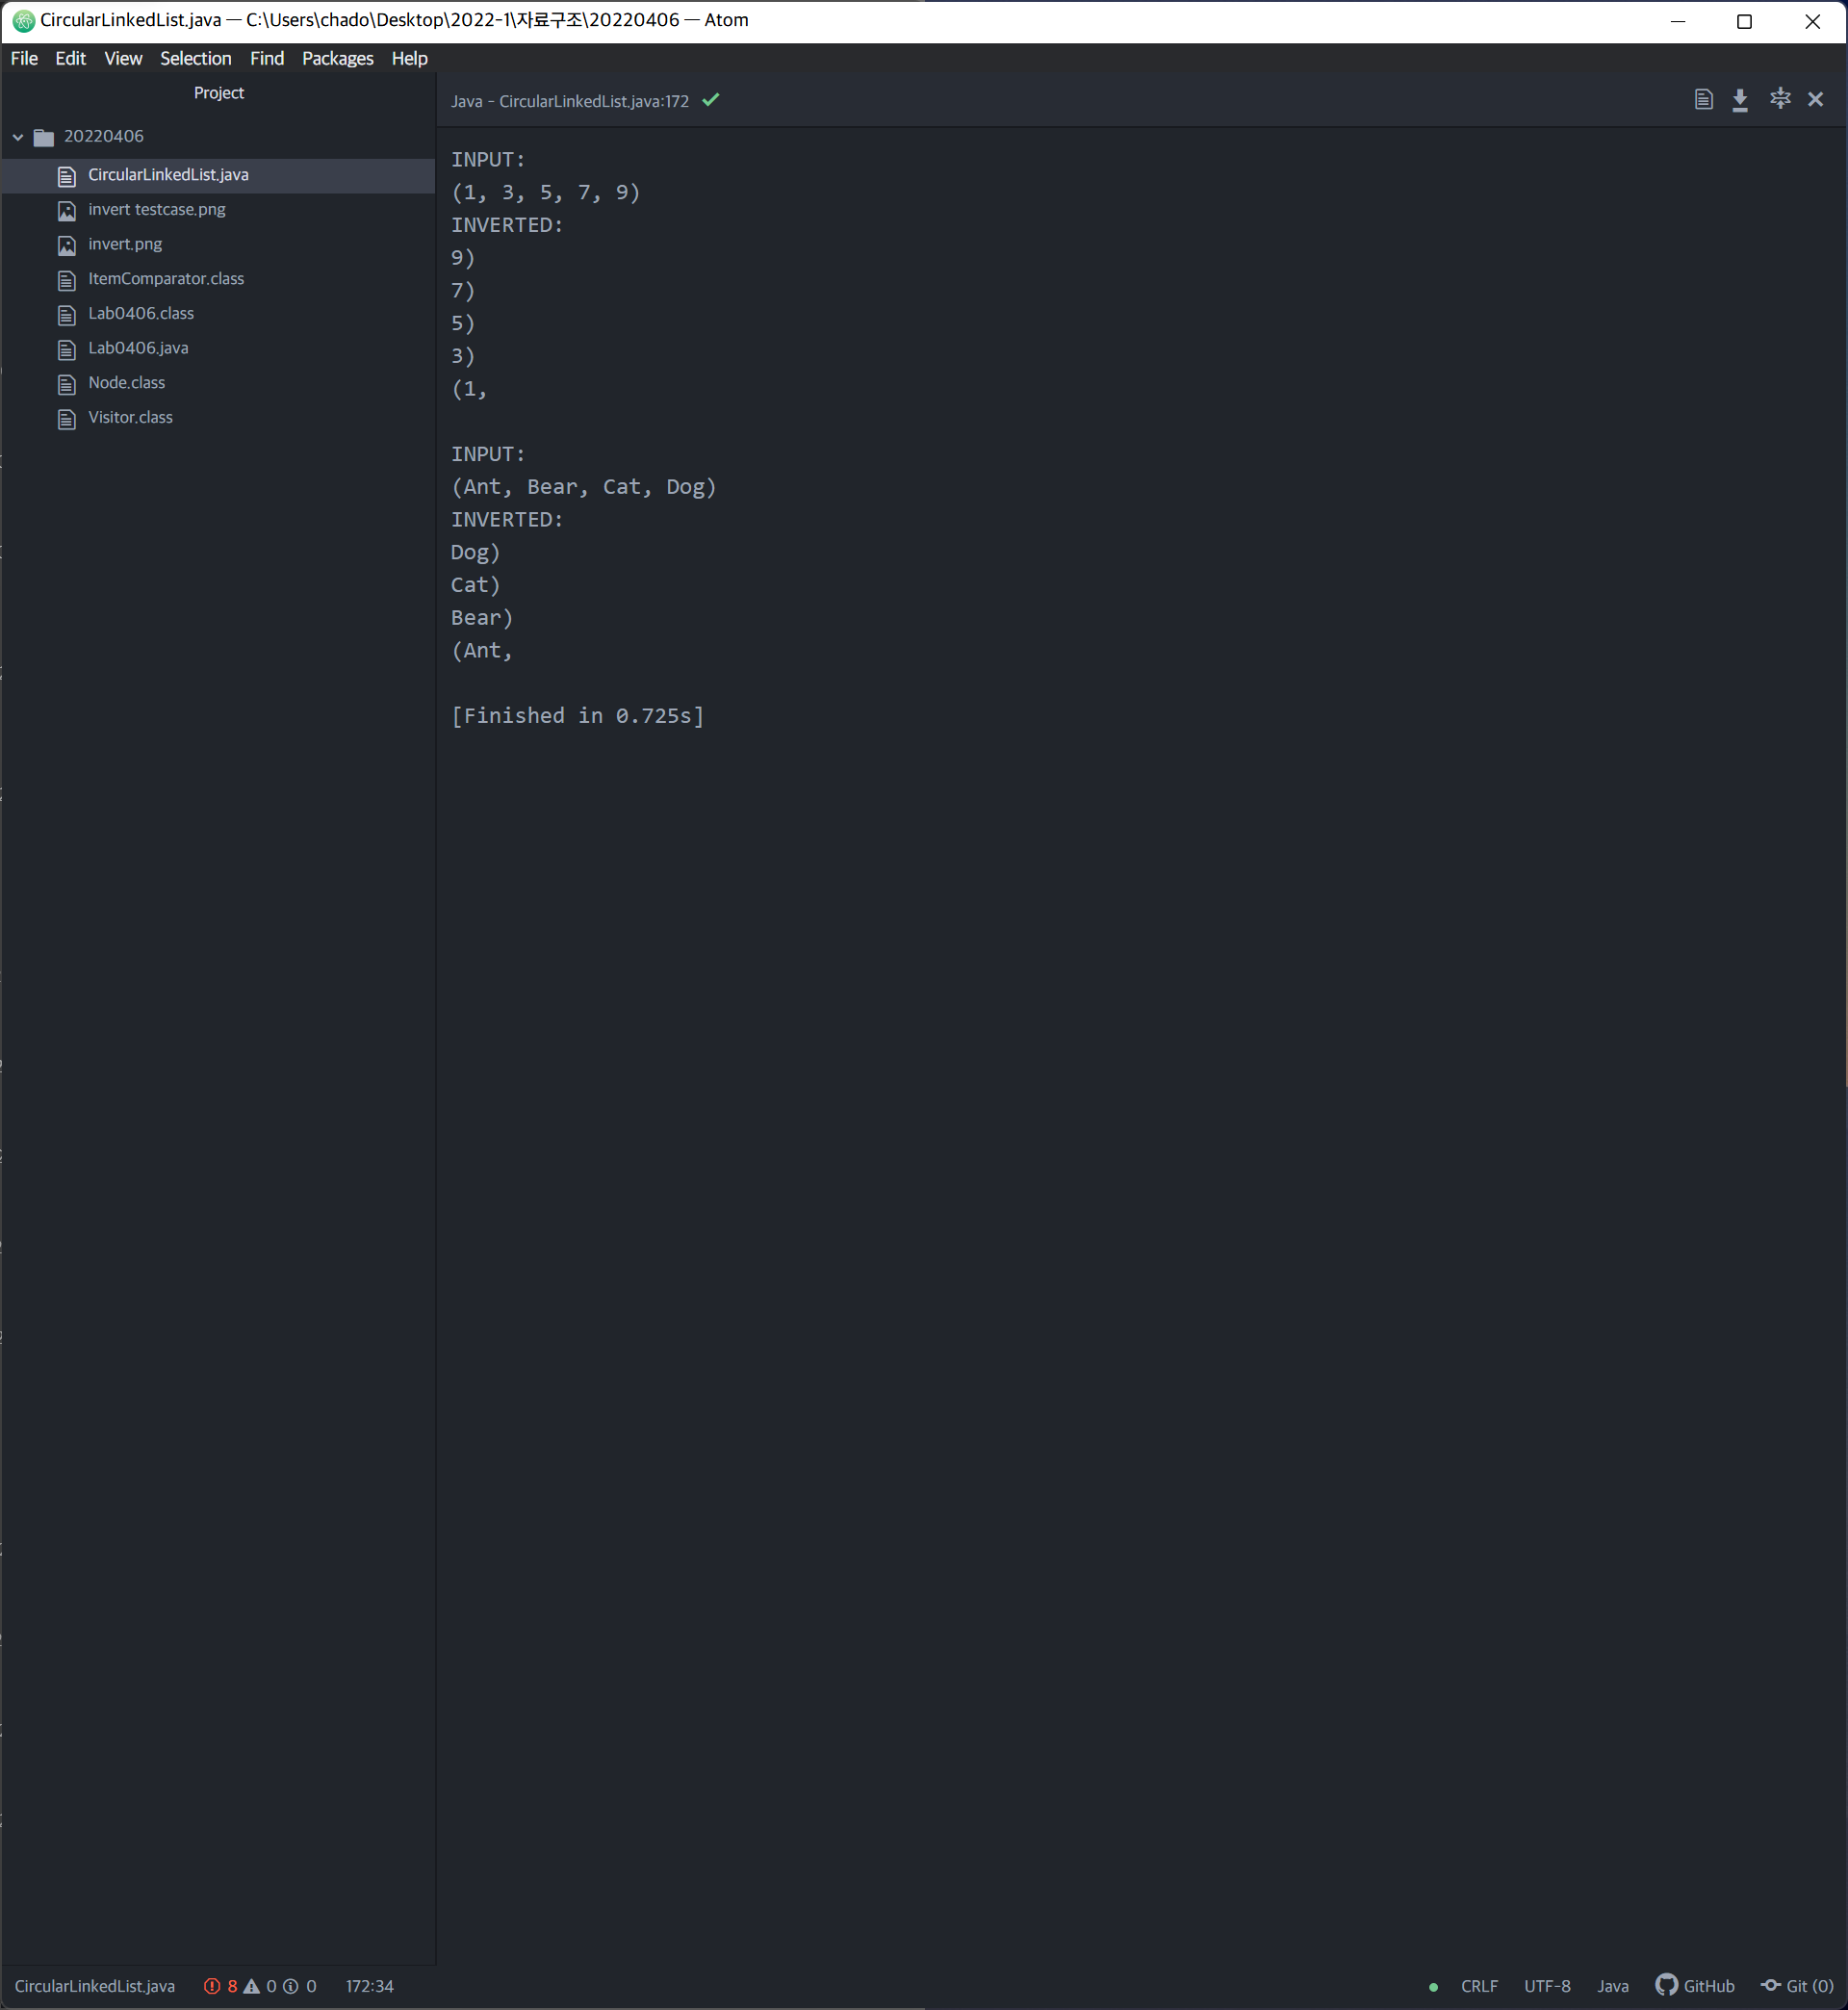 CircularLinkedList.java — C:\Users\chado\Desktop\2022-1\자료구조\20220406 — Atom
File Edit View Selection Find Packages Help
Project
20220406
CircularLinkedList.java
invert testcase.png
invert.png
ItemComparator.class
Lab0406.class
Lab0406.java
Node.class
Visitor.class
Java - CircularLinkedList.java:172
INPUT:
(1, 3, 5, 7, 9)
INVERTED:
9)
7)
5)
3)
(1,
INPUT:
(Ant, Bear, Cat, Dog)
INVERTED:
Dog)
Cat)
Bear)
(Ant,
[Finished in 0.725s]
CircularLinkedList.java 8 0 0 172:34 CRLF UTF-8 Java GitHub Git (0)